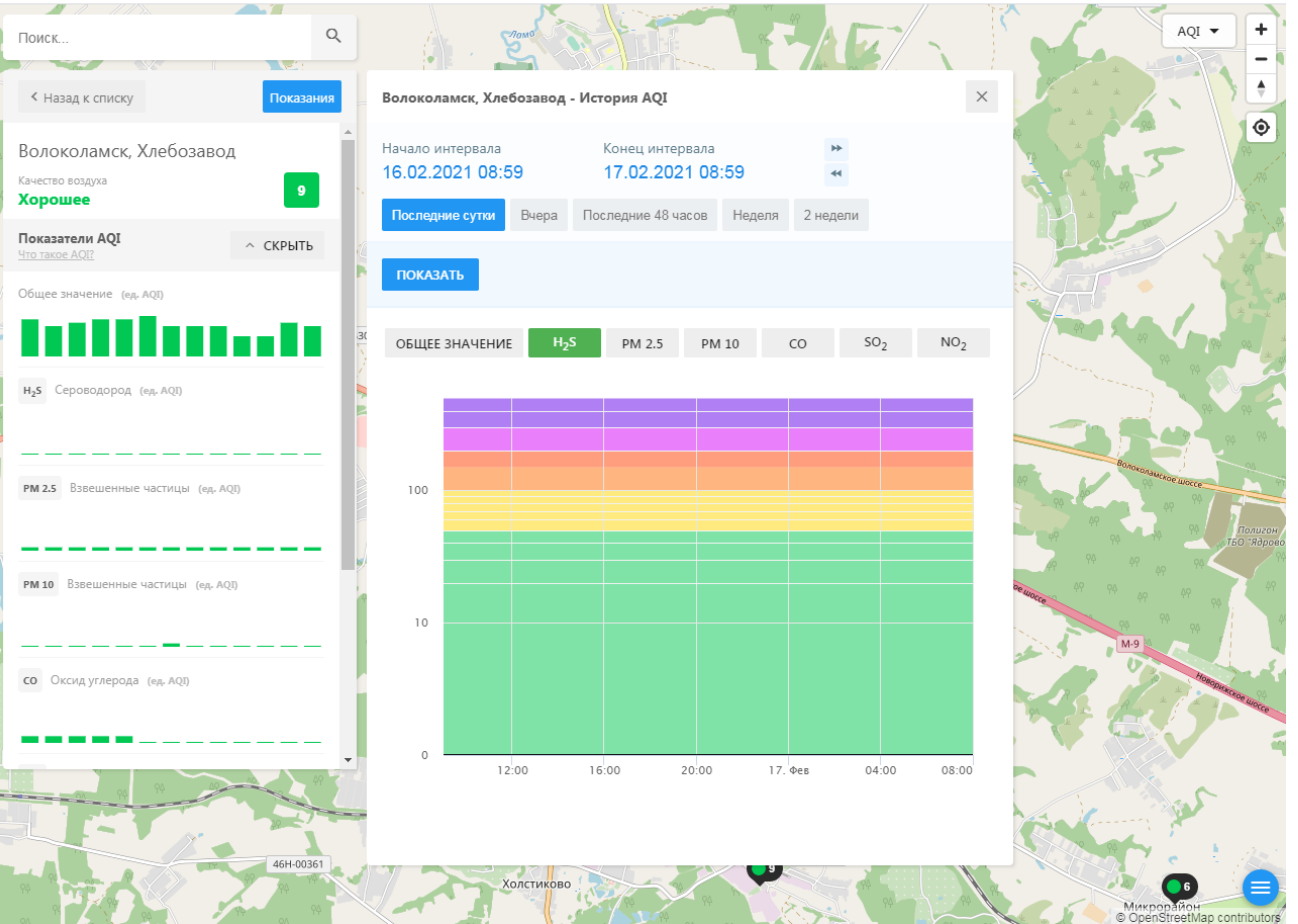 Поиск...
AQI
Назад к списку
Показания
Волоколамск, Хлебозавод
Качество воздуха
Хорошее
9
Показатели AQI
Что такое AQI?
СКРЫТЬ
Общее значение (ед. AQI)
H₂S Сероводород (ед. AQI)
PM 2.5 Взвешенные частицы (ед. AQI)
PM 10 Взвешенные частицы (ед. AQI)
CO Оксид углерода (ед. AQI)
Волоколамск, Хлебозавод - История AQI
Начало интервала
16.02.2021 08:59
Конец интервала
17.02.2021 08:59
Последние сутки
Вчера
Последние 48 часов
Неделя
2 недели
ПОКАЗАТЬ
ОБЩЕЕ ЗНАЧЕНИЕ
H₂S
PM 2.5
PM 10
CO
SO₂
NO₂
100
10
0
12:00
16:00
20:00
17. Фев
04:00
08:00
Лама
Волоколамское шоссе
Полигон
ТБО "Ядрово
ое шоссе
М-9
Новорижское шоссе
46Н-00361
Холстиково
9
6
Микрорайон
© OpenStreetMap contributors